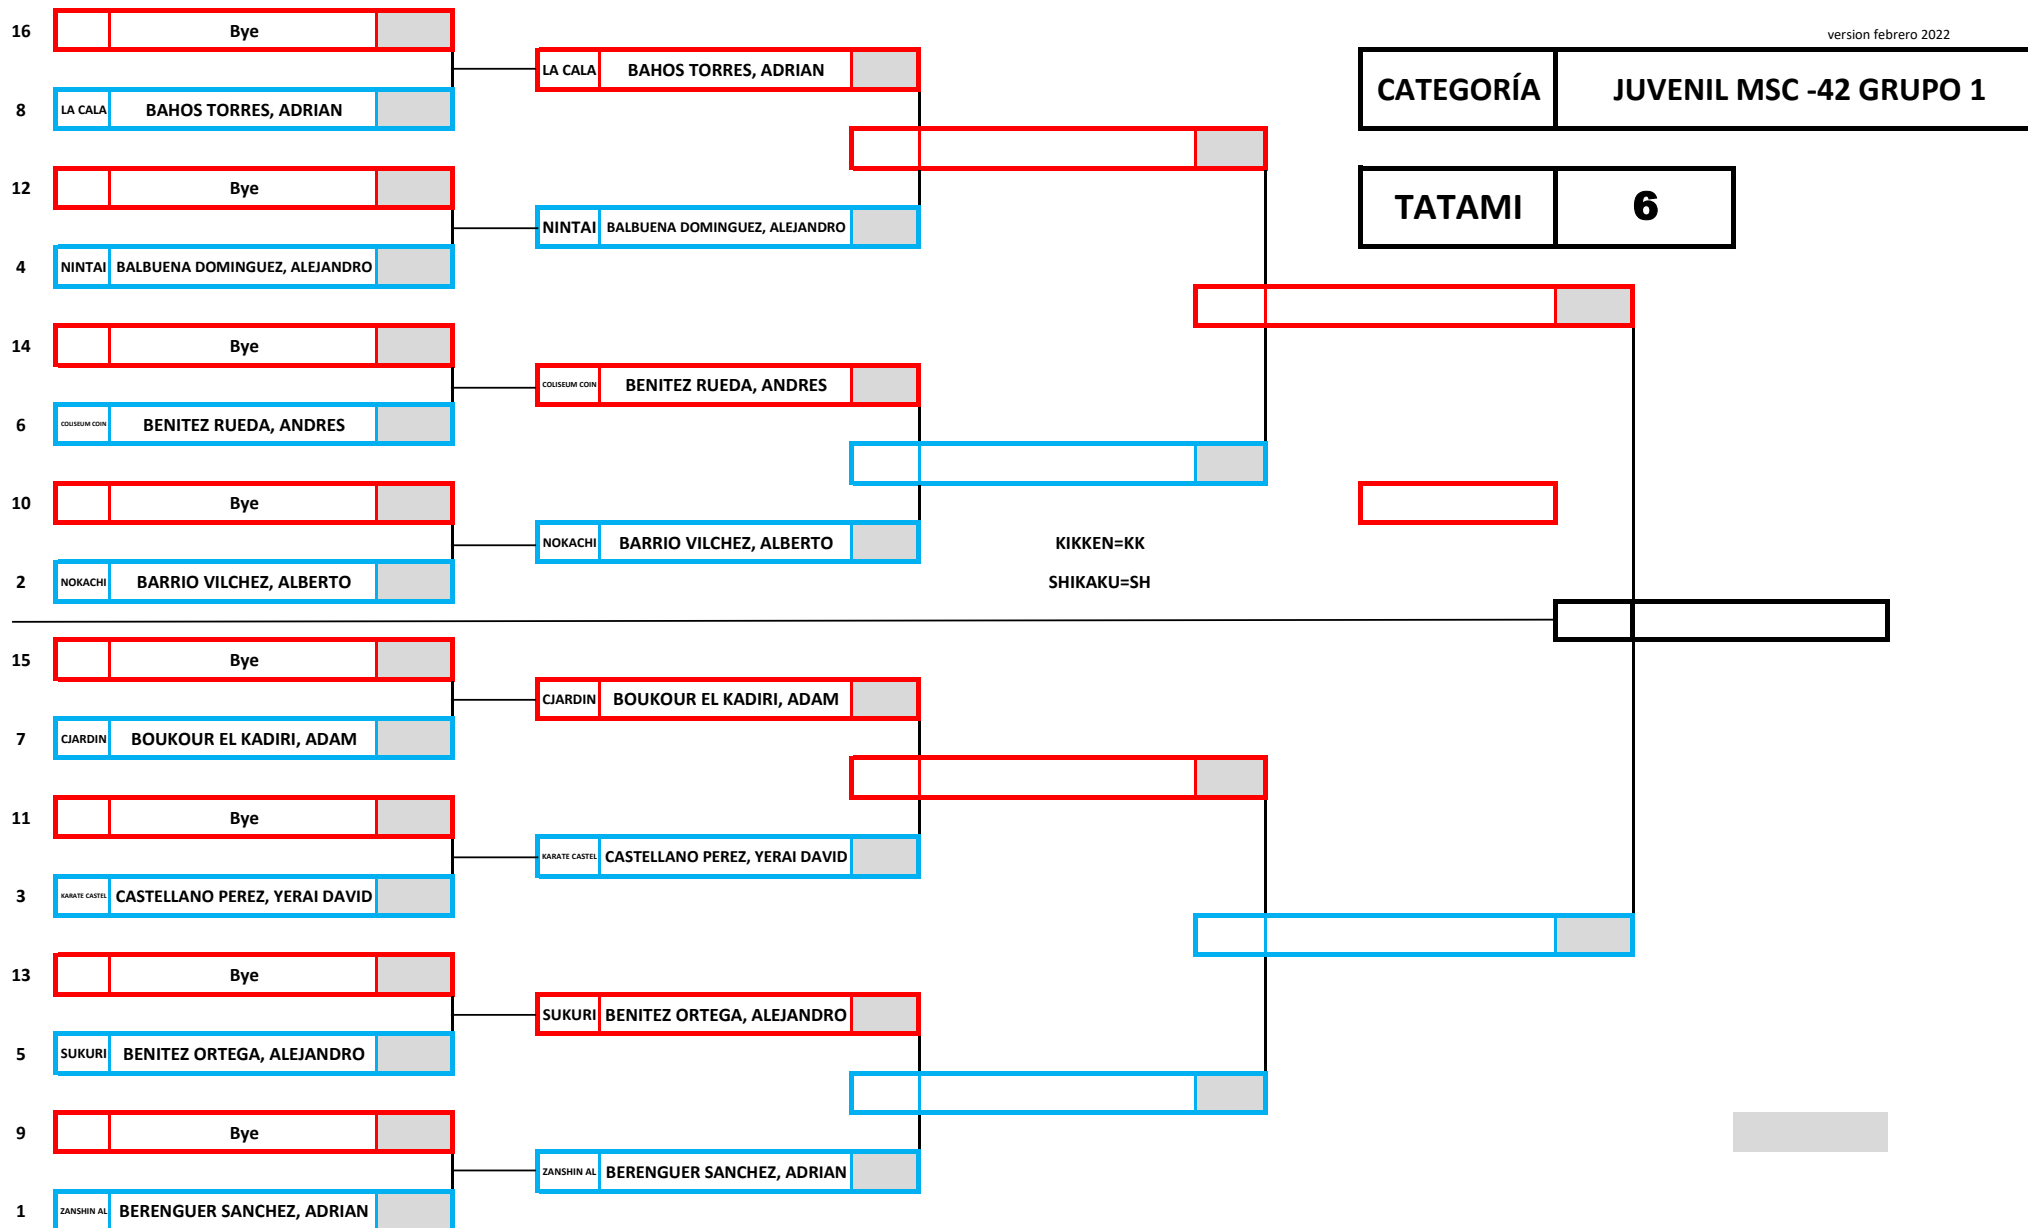 version febrero 2022
CATEGORÍA JUVENIL MSC -42 GRUPO 1
TATAMI 6
16 Bye
8 LA CALA BAHOS TORRES, ADRIAN
12 Bye
4 NINTAI BALBUENA DOMINGUEZ, ALEJANDRO
14 Bye
6 COLISEUM COIN BENITEZ RUEDA, ANDRES
10 Bye
2 NOKACHI BARRIO VILCHEZ, ALBERTO
15 Bye
7 CJARDIN BOUKOUR EL KADIRI, ADAM
11 Bye
3 KARATE CASTEL CASTELLANO PEREZ, YERAI DAVID
13 Bye
5 SUKURI BENITEZ ORTEGA, ALEJANDRO
9 Bye
1 ZANSHIN AL BERENGUER SANCHEZ, ADRIAN
LA CALA BAHOS TORRES, ADRIAN
NINTAI BALBUENA DOMINGUEZ, ALEJANDRO
COLISEUM COIN BENITEZ RUEDA, ANDRES
NOKACHI BARRIO VILCHEZ, ALBERTO
CJARDIN BOUKOUR EL KADIRI, ADAM
KARATE CASTEL CASTELLANO PEREZ, YERAI DAVID
SUKURI BENITEZ ORTEGA, ALEJANDRO
ZANSHIN AL BERENGUER SANCHEZ, ADRIAN
KIKKEN=KK
SHIKAKU=SH